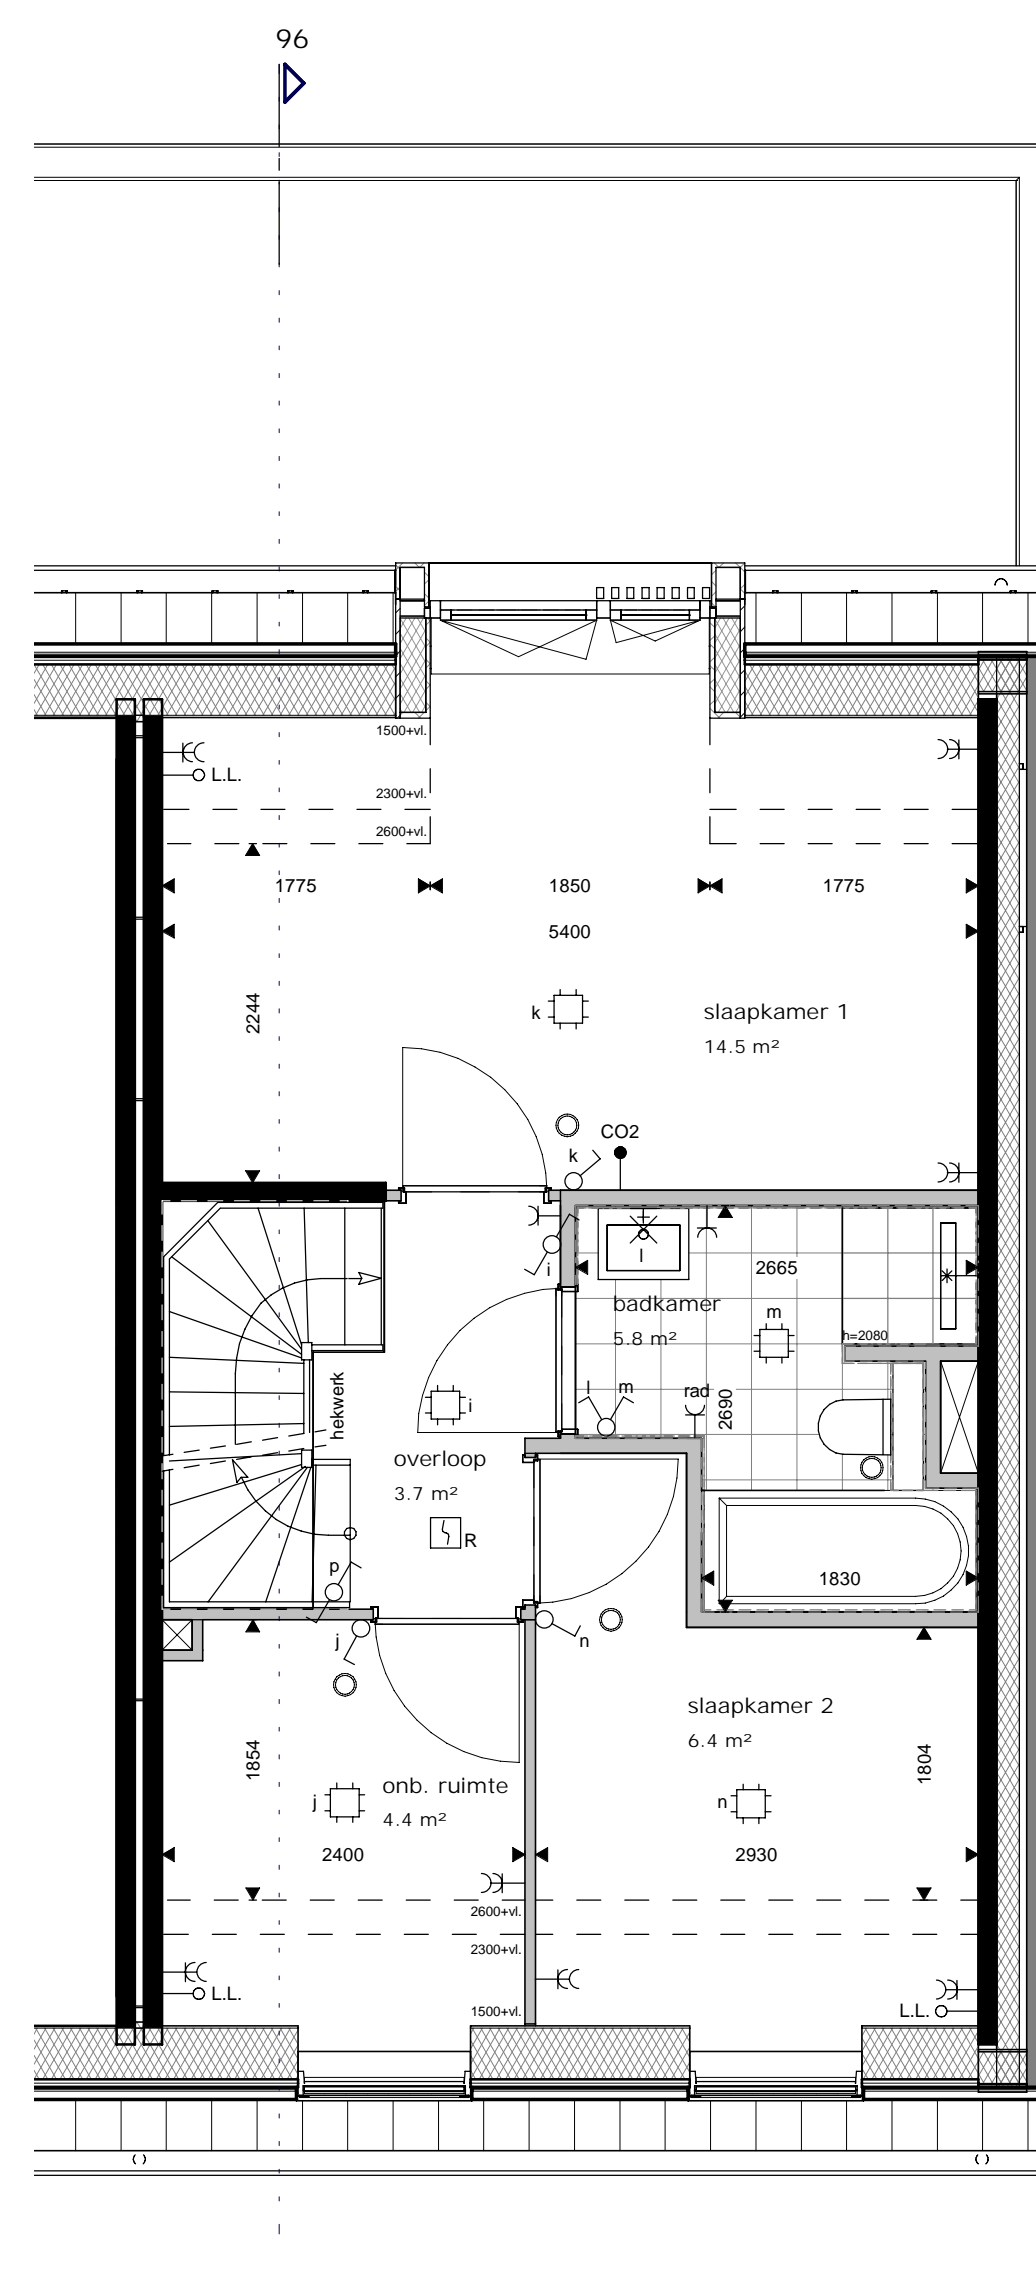 96
1500+vl.
L.L.
2300+vl.
2600+vl.
1775 1850 1775
5400
2244
k
slaapkamer 1
14.5 m²
CO2
k
i
l
2665
badkamer
5.8 m²
m
h=2080
hekwerk
l m rad
2690
i
overloop
3.7 m²
R
p
1830
j
n
slaapkamer 2
6.4 m²
1854
1804
onb. ruimte
4.4 m²
j
n
2400 2930
2600+vl.
2300+vl.
L.L.
1500+vl.
L.L.